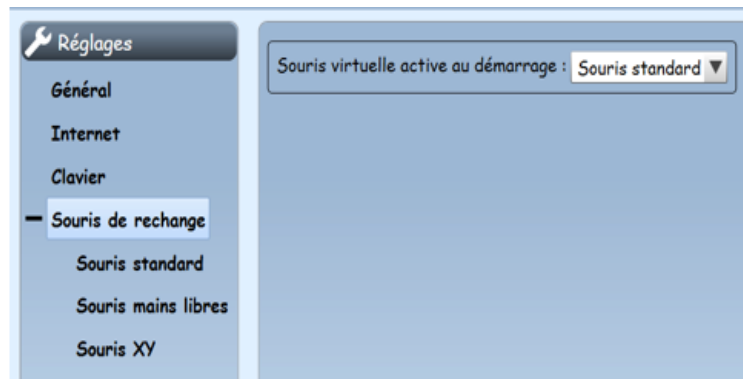 Réglages
Général
Internet
Clavier
Souris de rechange
Souris standard
Souris mains libres
Souris XY
Souris virtuelle active au démarrage : Souris standard